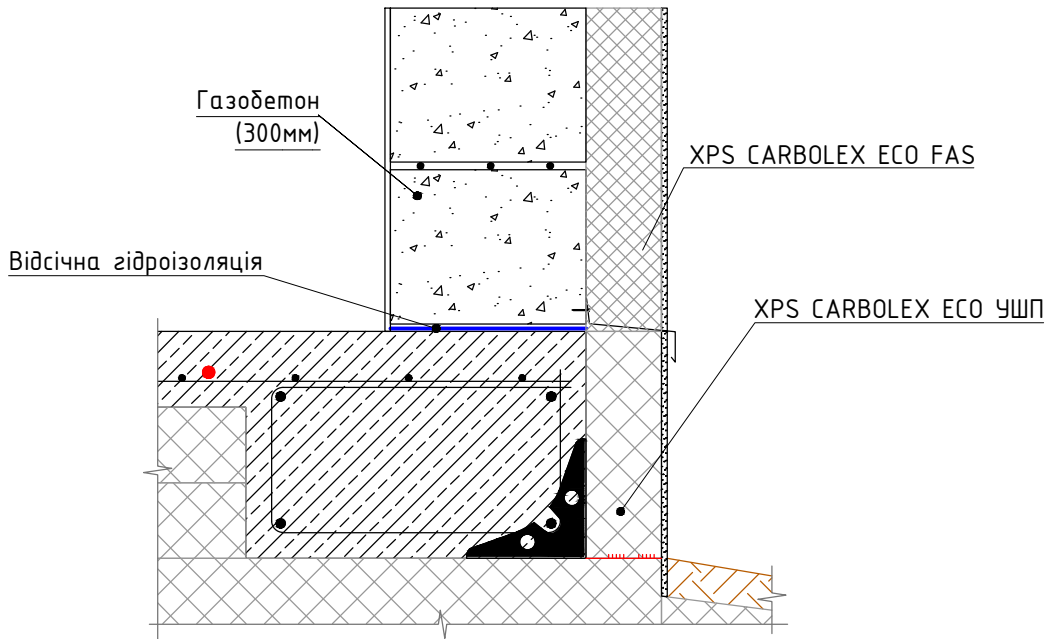 Газобетон
(300мм)
XPS CARBOLEX ECO FAS
Відсічна гідроізоляція
XPS CARBOLEX ECO УШП